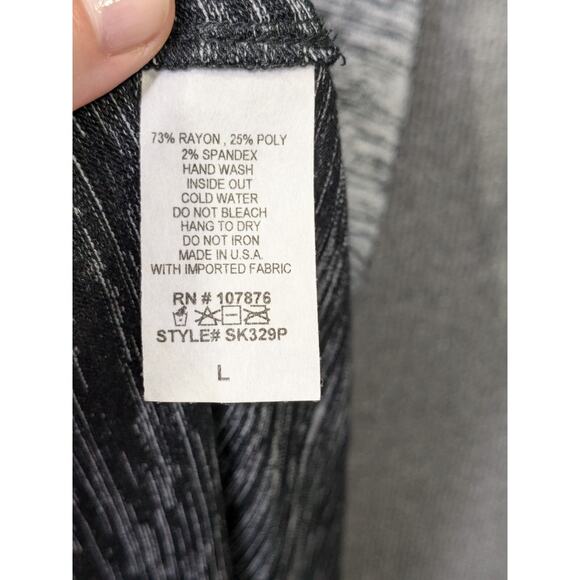 73% RAYON , 25% POLY
2% SPANDEX
HAND WASH
INSIDE OUT
COLD WATER
DO NOT BLEACH
HANG TO DRY
DO NOT IRON
MADE IN U.S.A.
WITH IMPORTED FABRIC
RN # 107876
STYLE# SK329P
L